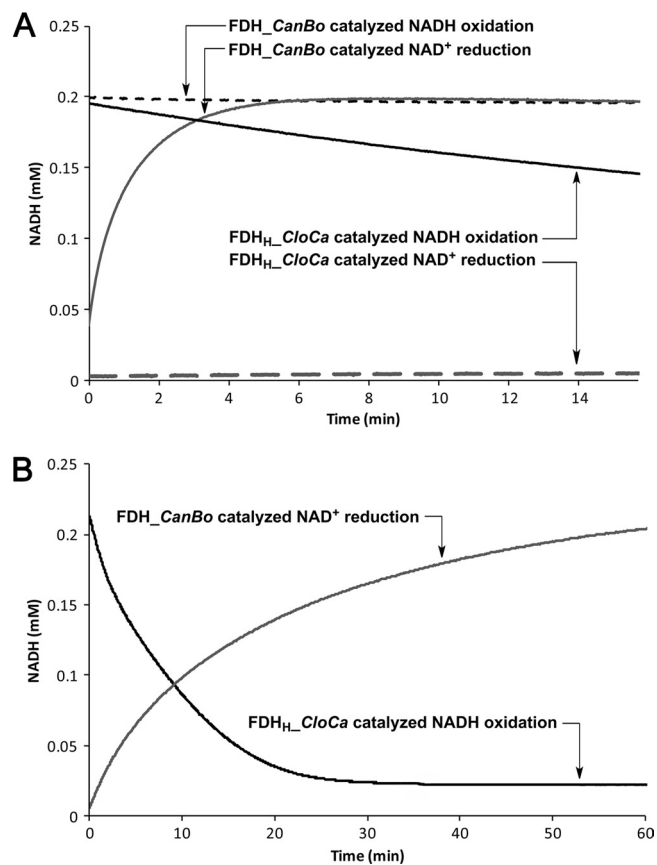 A
0.25
FDH_CanBo catalyzed NADH oxidation
FDH_CanBo catalyzed NAD+ reduction
0.2
0.15
NADH (mM)
0.1
FDHH_CloCa catalyzed NADH oxidation
FDHH_CloCa catalyzed NAD+ reduction
0.05
0
0 2 4 6 8 10 12 14
Time (min)
B
0.25
FDH_CanBo catalyzed NAD+ reduction
0.2
0.15
NADH (mM)
0.1
FDHH_CloCa catalyzed NADH oxidation
0.05
0
0 10 20 30 40 50 60
Time (min)